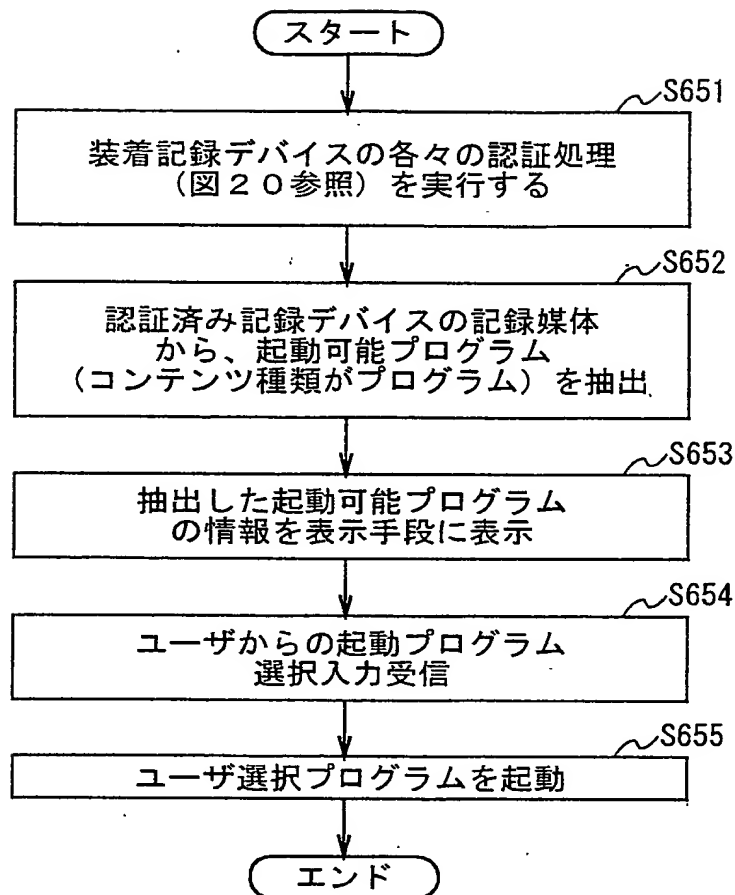 スタート
S651
装着記録デバイスの各々の認証処理
(図20参照)を実行する
S652
認証済み記録デバイスの記録媒体
から、起動可能プログラム
(コンテンツ種類がプログラム)を抽出
S653
抽出した起動可能プログラム
の情報を表示手段に表示
S654
ユーザからの起動プログラム
選択入力受信
S655
ユーザ選択プログラムを起動
エンド